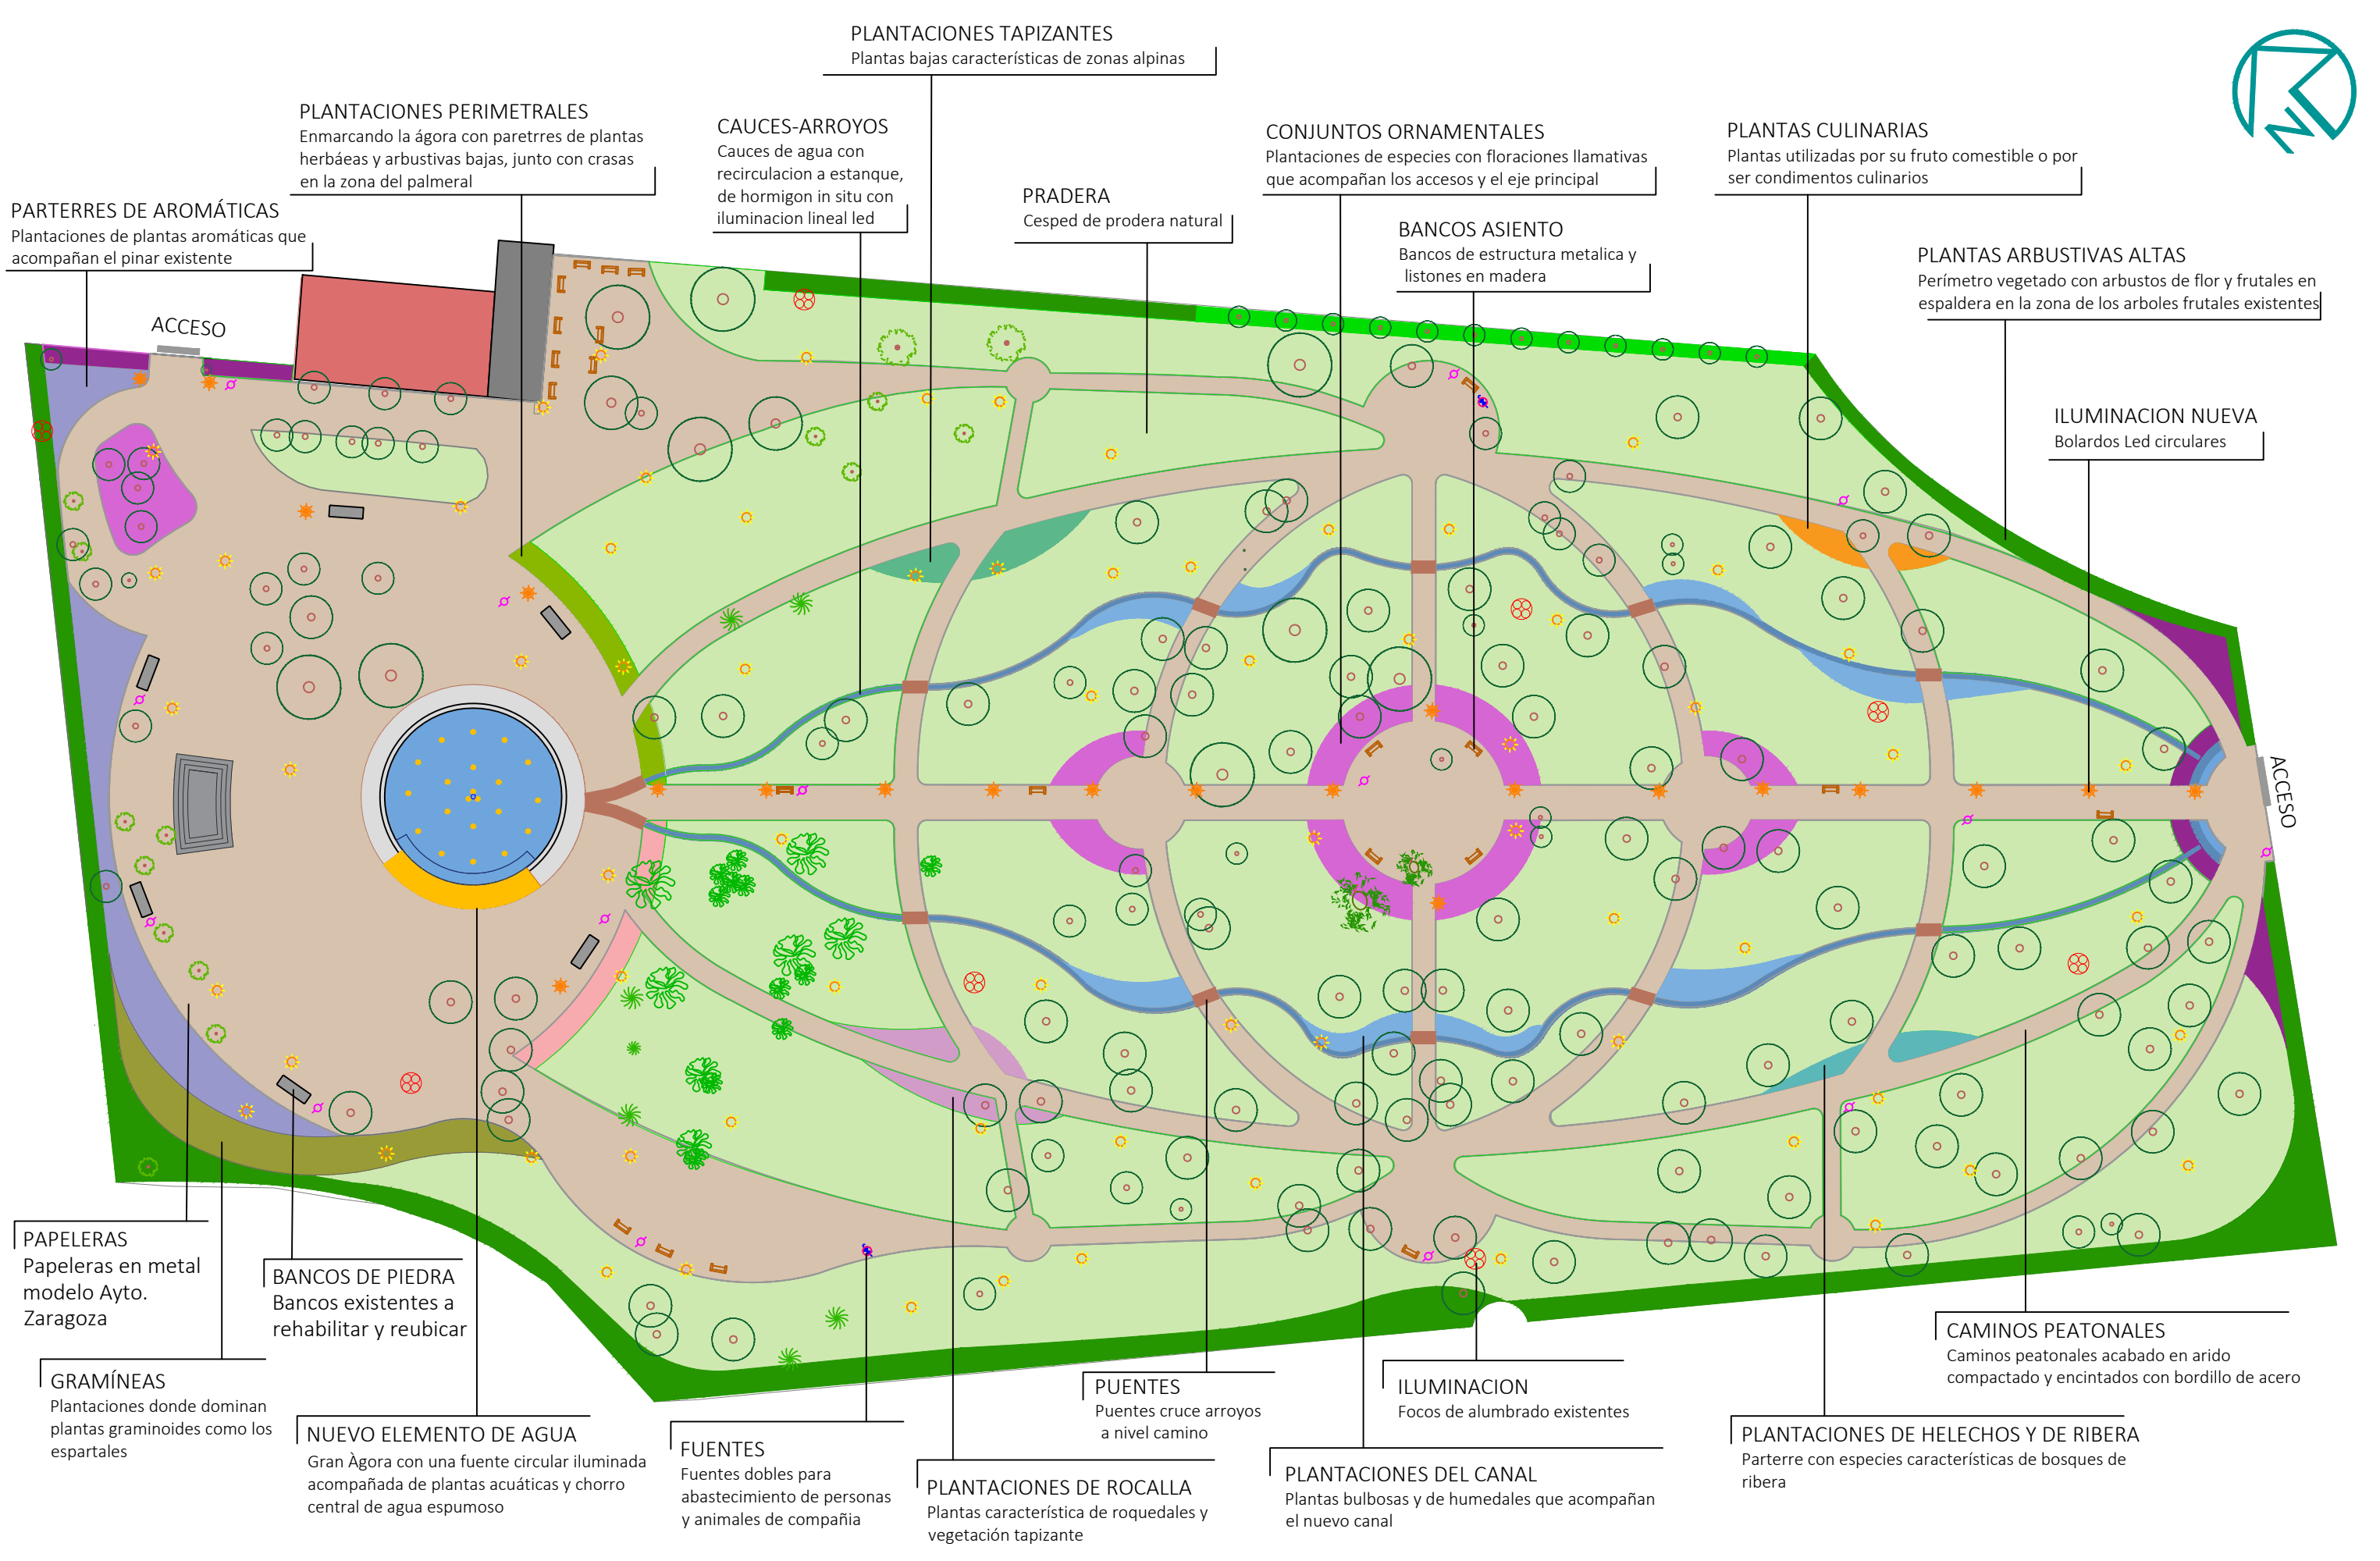 PLANTACIONES TAPIZANTES
Plantas bajas características de zonas alpinas
PLANTACIONES PERIMETRALES
Enmarcando la ágora con paretrres de plantas
herbáeas y arbustivas bajas, junto con crasas
en la zona del palmeral
CAUCES-ARROYOS
Cauces de agua con
recirculacion a estanque,
de hormigon in situ con
iluminacion lineal led
CONJUNTOS ORNAMENTALES
Plantaciones de especies con floraciones llamativas
que acompañan los accesos y el eje principal
PLANTAS CULINARIAS
Plantas utilizadas por su fruto comestible o por
ser condimentos culinarios
N
PARTERRES DE AROMÁTICAS
Plantaciones de plantas aromáticas que
acompañan el pinar existente
PRADERA
Cesped de prodera natural
BANCOS ASIENTO
Bancos de estructura metalica y
listones en madera
PLANTAS ARBUSTIVAS ALTAS
Perímetro vegetado con arbustos de flor y frutales en
espaldera en la zona de los arboles frutales existentes
ACCESO
ILUMINACION NUEVA
Bolardos Led circulares
ACCESO
PAPELERAS
Papeleras en metal
modelo Ayto.
Zaragoza
BANCOS DE PIEDRA
Bancos existentes a
rehabilitar y reubicar
GRAMÍNEAS
Plantaciones donde dominan
plantas graminoides como los
espartales
NUEVO ELEMENTO DE AGUA
Gran Àgora con una fuente circular iluminada
acompañada de plantas acuáticas y chorro
central de agua espumoso
FUENTES
Fuentes dobles para
abastecimiento de personas
y animales de compañia
PLANTACIONES DE ROCALLA
Plantas característica de roquedales y
vegetación tapizante
PUENTES
Puentes cruce arroyos
a nivel camino
PLANTACIONES DEL CANAL
Plantas bulbosas y de humedales que acompañan
el nuevo canal
ILUMINACION
Focos de alumbrado existentes
PLANTACIONES DE HELECHOS Y DE RIBERA
Parterre con especies características de bosques de
ribera
CAMINOS PEATONALES
Caminos peatonales acabado en arido
compactado y encintados con bordillo de acero